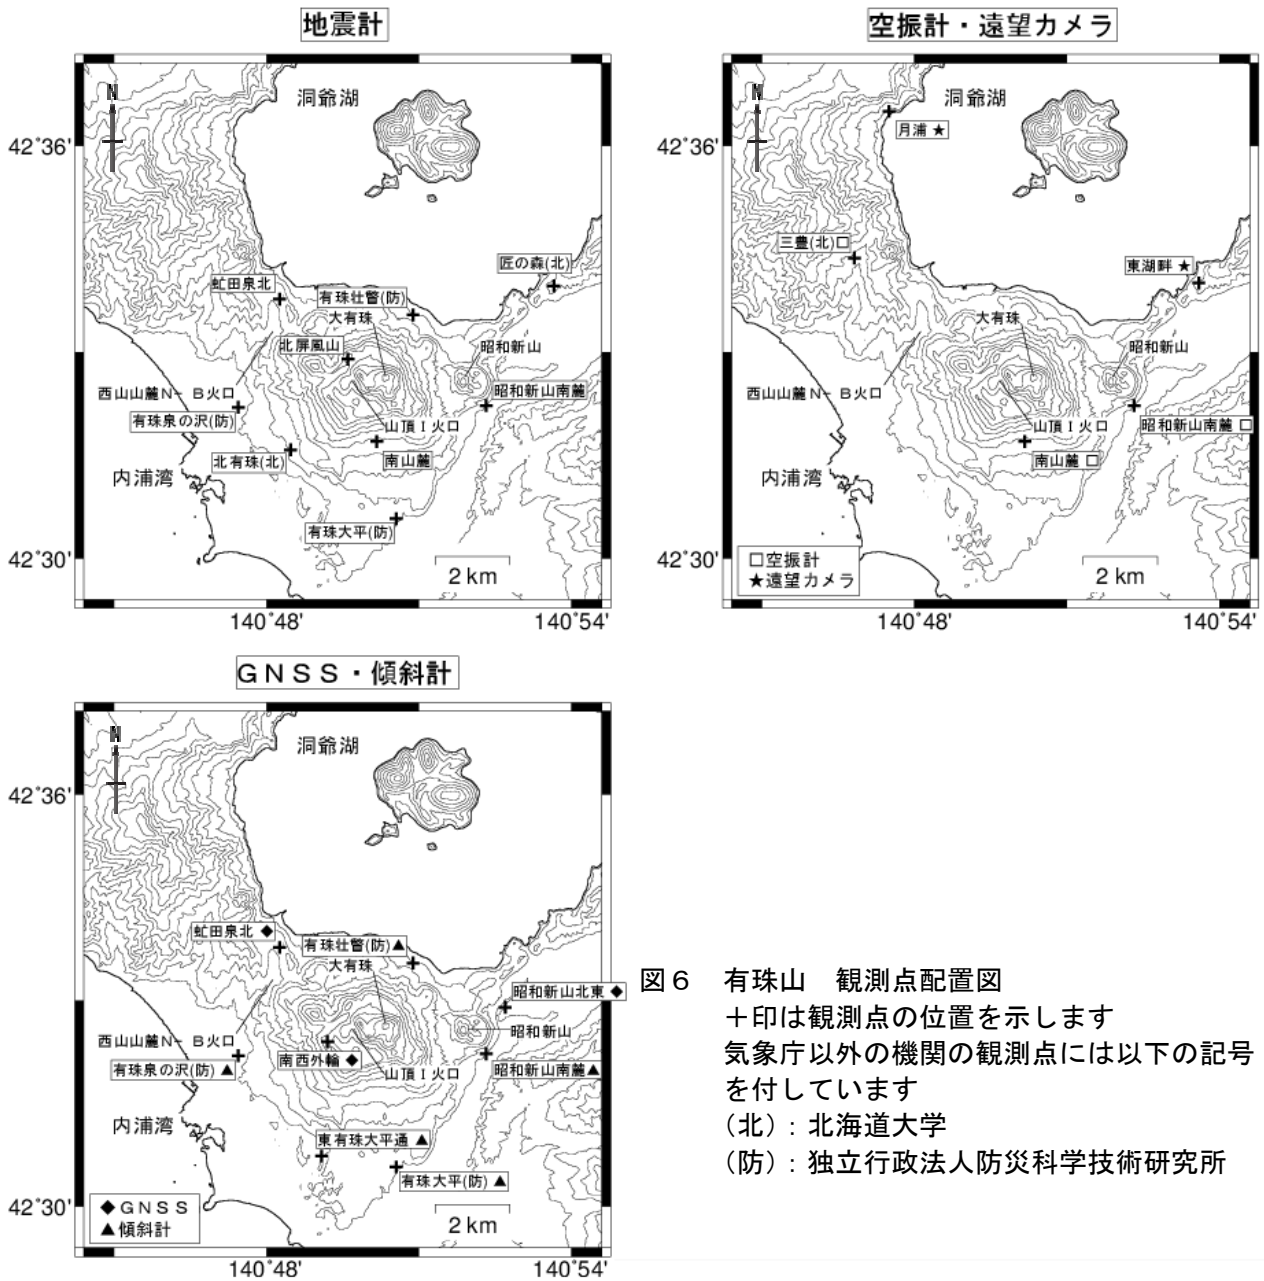 地震計
N
洞爺湖
42°36'
匠の森(北)
虻田泉北
有珠壮瞥(防)
大有珠
北屏風山
昭和新山
西山山麓N-B火口
昭和新山南麓
有珠泉の沢(防)
山頂I火口
北有珠(北)
南山麓
内浦湾
有珠大平(防)
42°30'
2 km
140°48'
140°54'
空振計・遠望カメラ
N
洞爺湖
月浦 ★
42°36'
三豊(北)□
東湖畔 ★
大有珠
昭和新山
西山山麓N-B火口
山頂I火口
昭和新山南麓 □
南山麓 □
内浦湾
42°30'
□空振計
★遠望カメラ
2 km
140°48'
140°54'
GNSS・傾斜計
N
洞爺湖
42°36'
虻田泉北 ◆
有珠壮瞥(防)▲
大有珠
昭和新山北東 ◆
昭和新山
西山山麓N-B火口
南西外輪 ◆
有珠泉の沢(防) ▲
山頂I火口
昭和新山南麓▲
内浦湾
東有珠大平通 ▲
有珠大平(防) ▲
42°30'
◆GNSS
▲傾斜計
2 km
140°48'
140°54'
図6 有珠山 観測点配置図
+印は観測点の位置を示します
気象庁以外の機関の観測点には以下の記号
を付しています
(北):北海道大学
(防):独立行政法人防災科学技術研究所